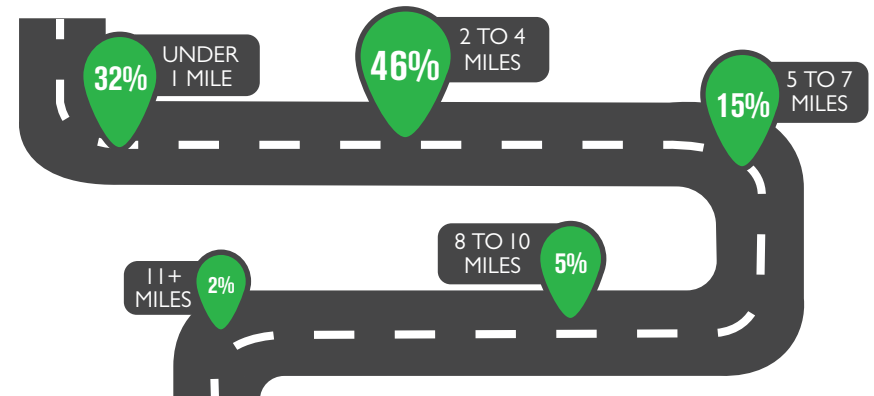 32%
UNDER
1 MILE
46%
2 TO 4
MILES
15%
5 TO 7
MILES
8 TO 10
MILES
5%
11+
MILES
2%